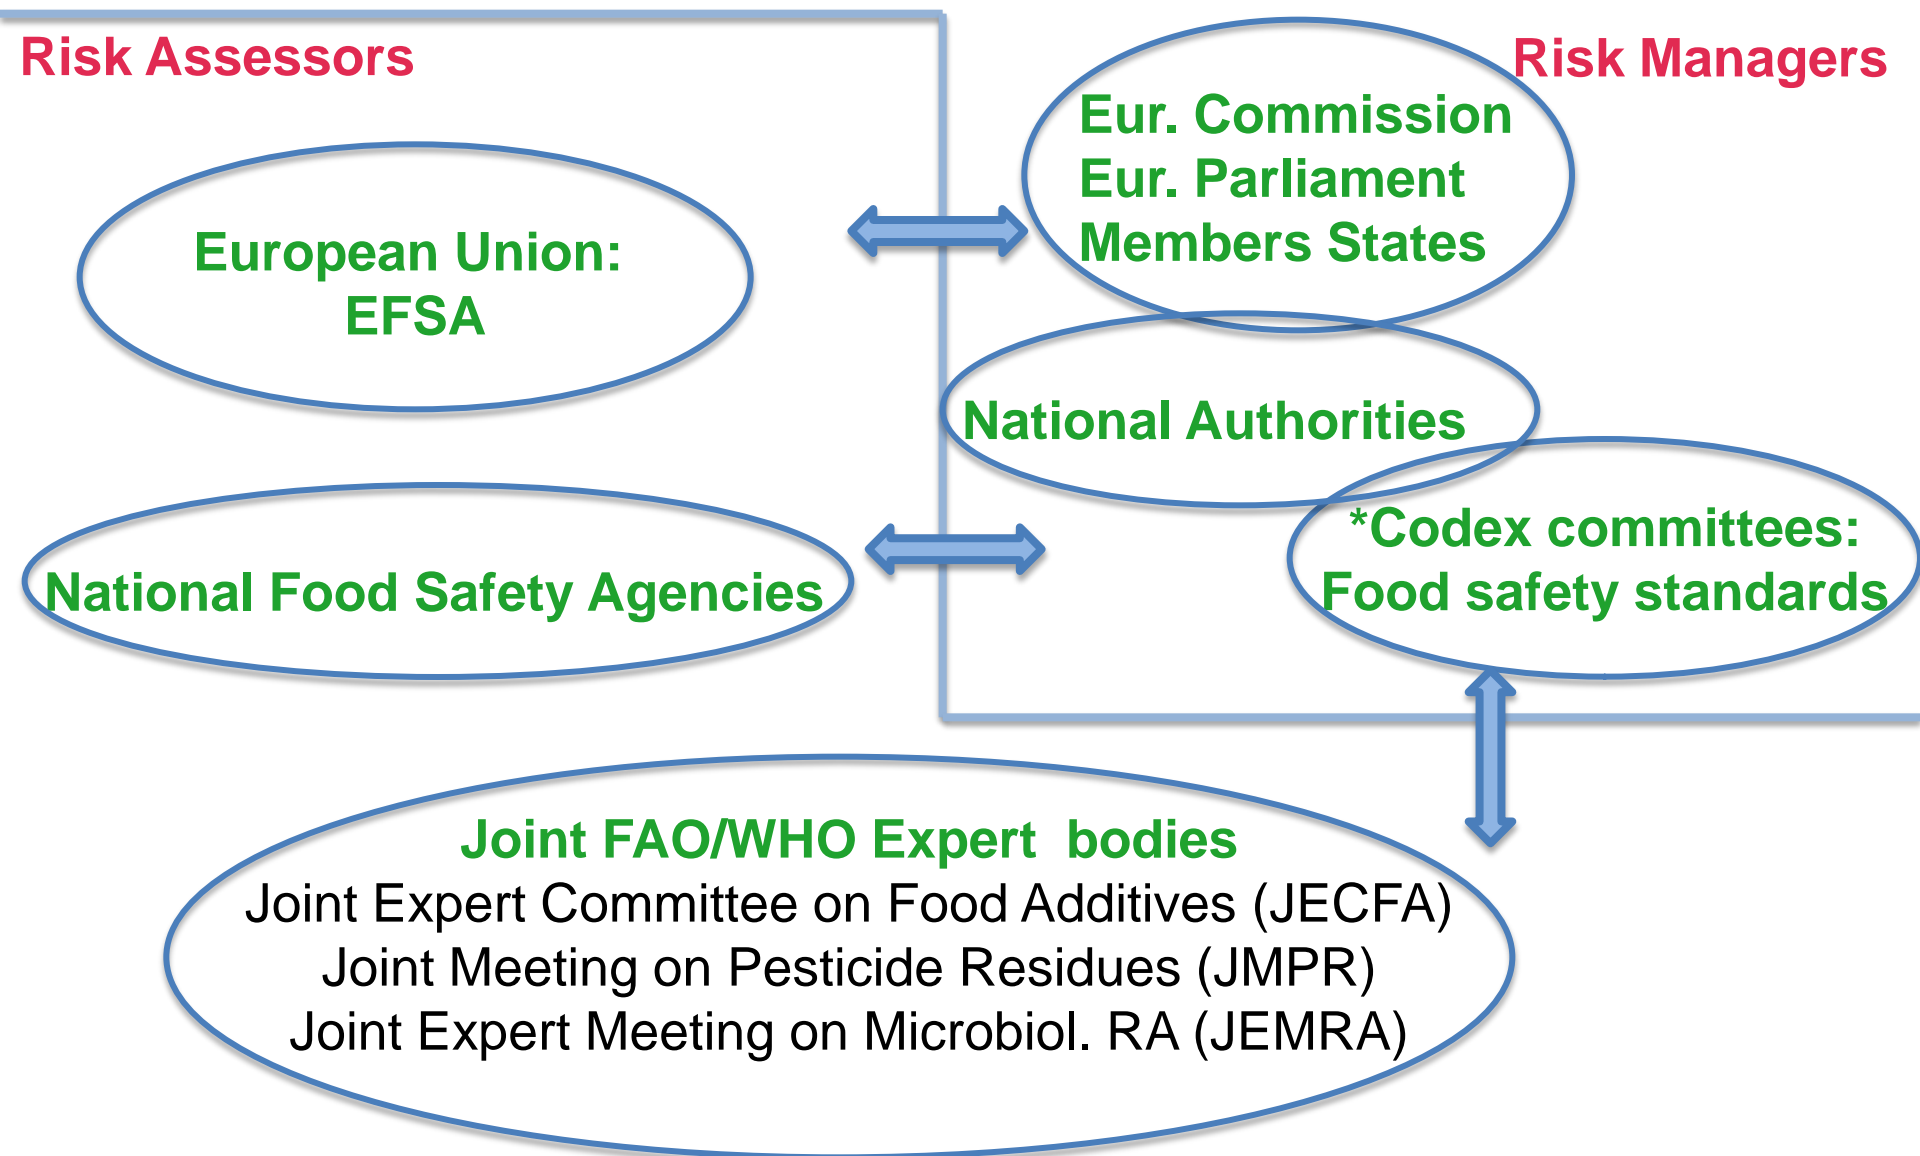 Risk Assessors
Risk Managers
Eur. Commission
Eur. Parliament
Members States
European Union:
EFSA
National Authorities
*Codex committees:
Food safety standards
National Food Safety Agencies
Joint FAO/WHO Expert  bodies
Joint Expert Committee on Food Additives (JECFA)
Joint Meeting on Pesticide Residues (JMPR)
Joint Expert Meeting on Microbiol. RA (JEMRA)